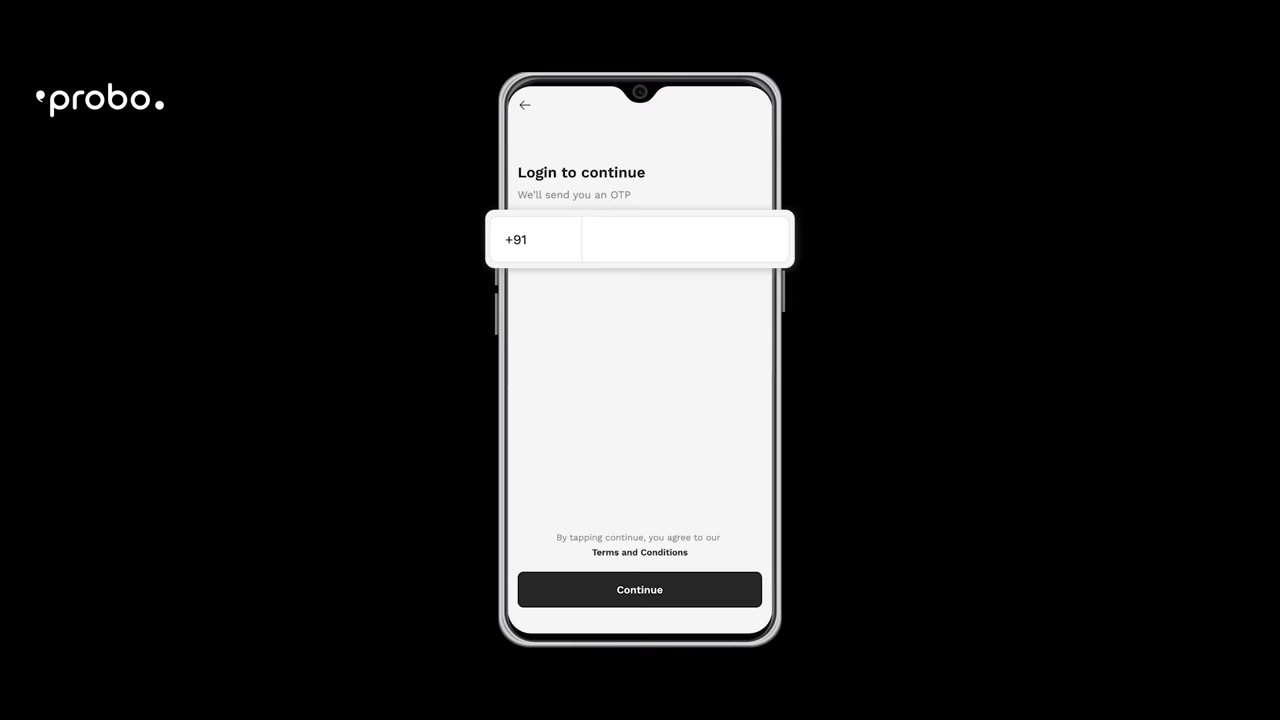 probo.
Login to continue
We'll send you an OTP
+91
By tapping continue, you agree to our
Terms and Conditions
Continue